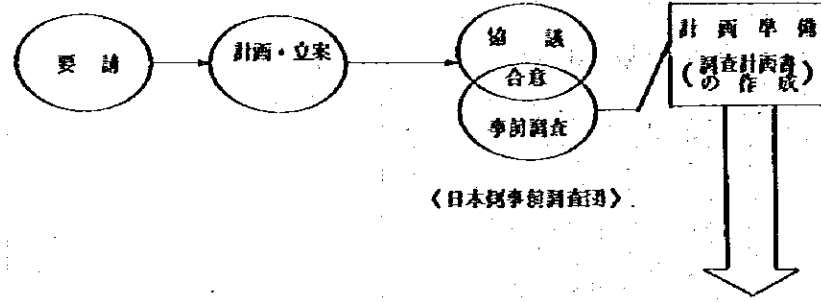 要請
計画・立案
協議
合意
事前調査
《日本側事前調査団》
計画準備
(調査計画書
の作成)